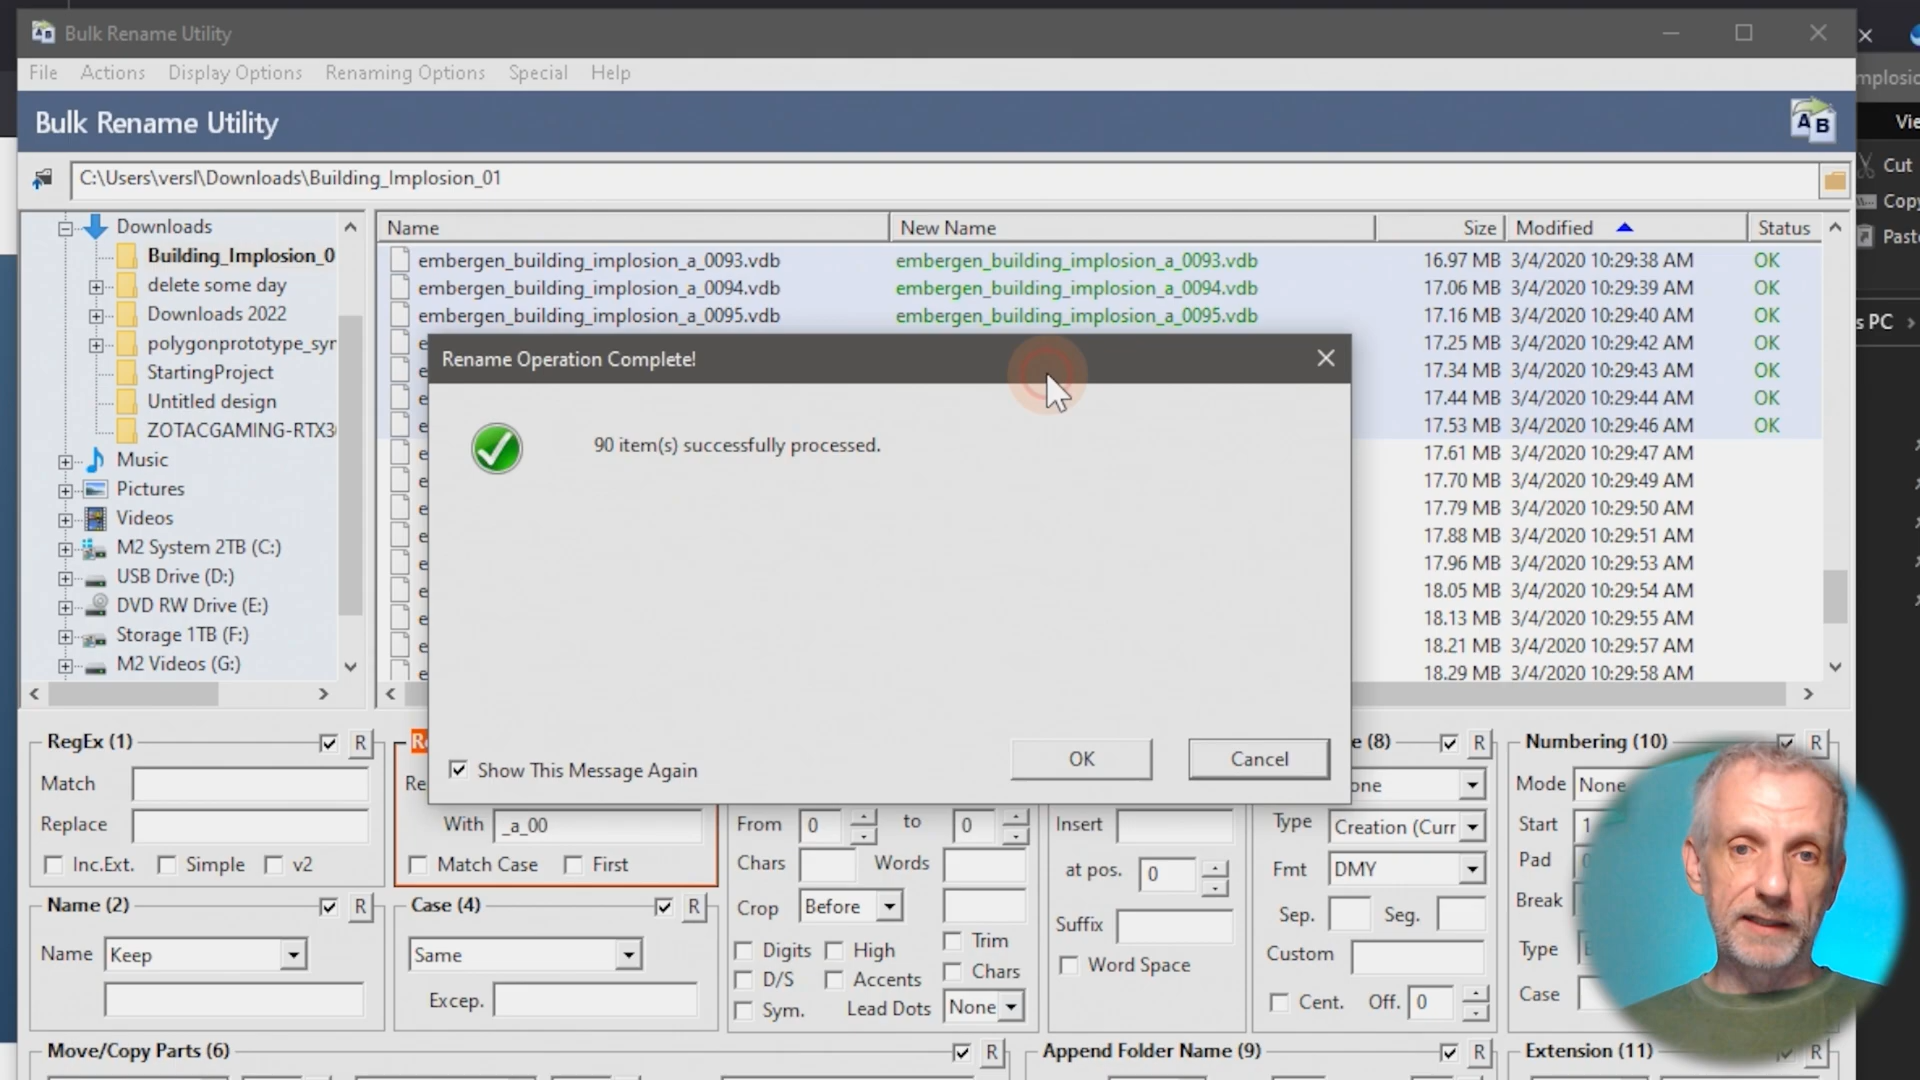 Bulk Rename Utility
File Actions Display Options Renaming Options Special Help
Bulk Rename Utility
C:\Users\versl\Downloads\Building_Implosion_01
Downloads
Building_Implosion_0
delete some day
Downloads 2022
polygonprototype_syr
StartingProject
Untitled design
ZOTACGAMING-RTX3
Music
Pictures
Videos
M2 System 2TB (C:)
USB Drive (D:)
DVD RW Drive (E:)
Storage 1TB (F:)
M2 Videos (G:)
Name New Name Size Modified Status
embergen_building_implosion_a_0093.vdb embergen_building_implosion_a_0093.vdb 16.97 MB 3/4/2020 10:29:38 AM OK
embergen_building_implosion_a_0094.vdb embergen_building_implosion_a_0094.vdb 17.06 MB 3/4/2020 10:29:39 AM OK
embergen_building_implosion_a_0095.vdb embergen_building_implosion_a_0095.vdb 17.16 MB 3/4/2020 10:29:40 AM OK
17.25 MB 3/4/2020 10:29:42 AM OK
17.34 MB 3/4/2020 10:29:43 AM OK
17.44 MB 3/4/2020 10:29:44 AM OK
17.53 MB 3/4/2020 10:29:46 AM OK
17.61 MB 3/4/2020 10:29:47 AM
17.70 MB 3/4/2020 10:29:49 AM
17.79 MB 3/4/2020 10:29:50 AM
17.88 MB 3/4/2020 10:29:51 AM
17.96 MB 3/4/2020 10:29:53 AM
18.05 MB 3/4/2020 10:29:54 AM
18.13 MB 3/4/2020 10:29:55 AM
18.21 MB 3/4/2020 10:29:57 AM
18.29 MB 3/4/2020 10:29:58 AM
Rename Operation Complete!
90 item(s) successfully processed.
Show This Message Again
OK Cancel
RegEx (1) R
Match
Replace
Inc.Ext. Simple v2
With _a_00
Match Case First
Name (2) R
Name Keep
Case (4) R
Same
Excep.
From 0 to 0
Chars Words
Crop Before
Digits High Trim
D/S Accents Chars
Sym. Lead Dots None
Insert
at pos. 0
Suffix
Word Space
e (8) R
one
Type Creation (Curr
Fmt DMY
Sep. Seg.
Custom
Cent. Off. 0
Numbering (10) R
Mode None
Start 1
Pad
Break
Type
Case
Move/Copy Parts (6) R
Append Folder Name (9) R
Extension (11) R
mplosic
Vie
Cut
Copy
Paste
s PC